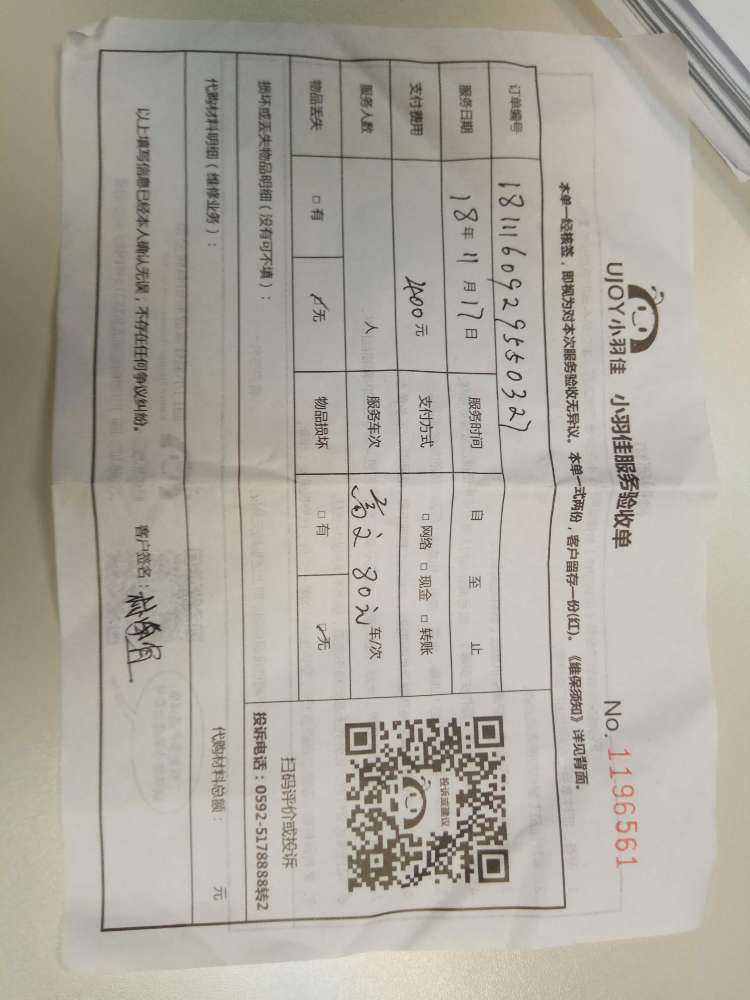 UJOY小羽佳 小羽佳服务验收单
No. 1196561
本单一经核签，即视为对本次服务验收无异议。本单一式两份，客户留存一份(红)。《维保须知》详见背面。
订单编号 1811160929550327
服务日期 18年11月17日 服务时间 自 至 止
支付费用 元 支付方式 □网络 □现金 □转账
服务人数 人 服务车次 80元 车/次
物品丢失 □有 □无 物品损坏 □有 □无
损坏或丢失物品明细（没有可不填）：
投诉或建议
扫码评价或投诉
投诉电话：0592-5178888转2
代购材料明细（维修业务）： 代购材料总额： 元
以上填写信息已经本人确认无误，不存在任何争议纠纷。 客户签名：